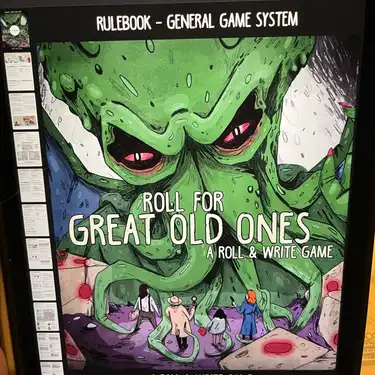 RULEBOOK - GENERAL GAME SYSTEM
ROLL FOR
GREAT OLD ONES
A ROLL & WRITE GAME